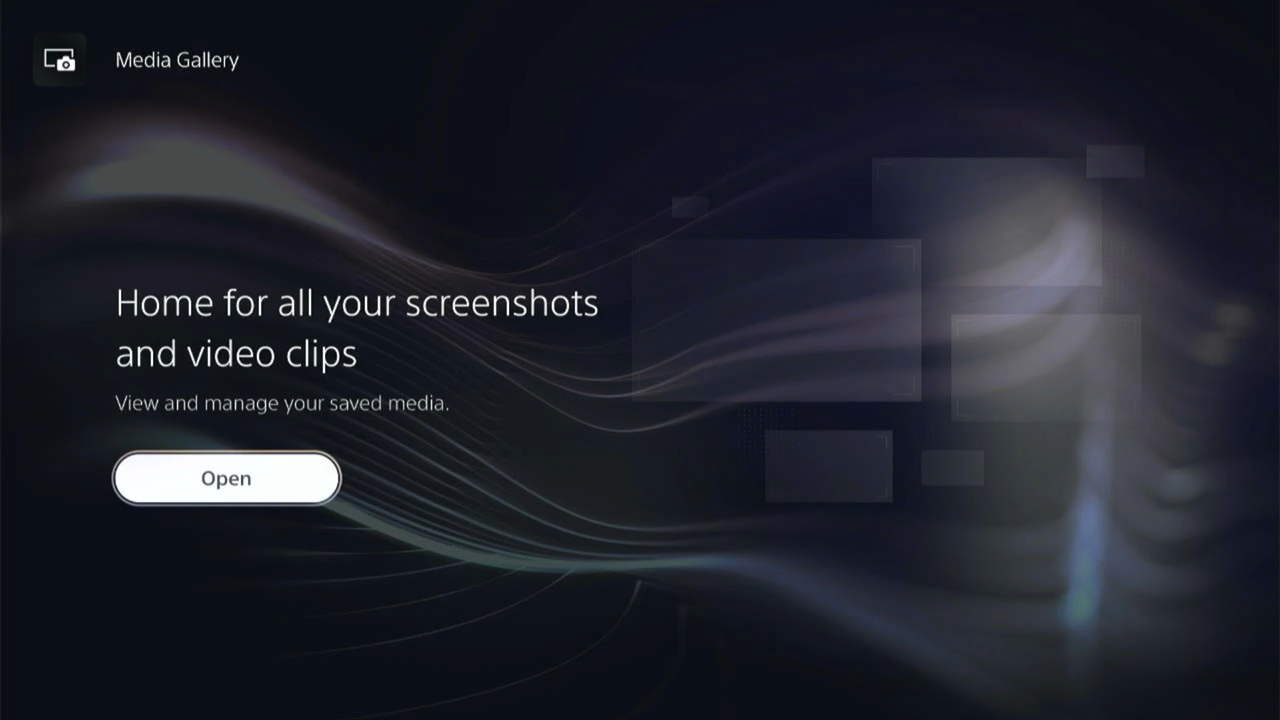 Media Gallery
Home for all your screenshots
and video clips
View and manage your saved media.
Open